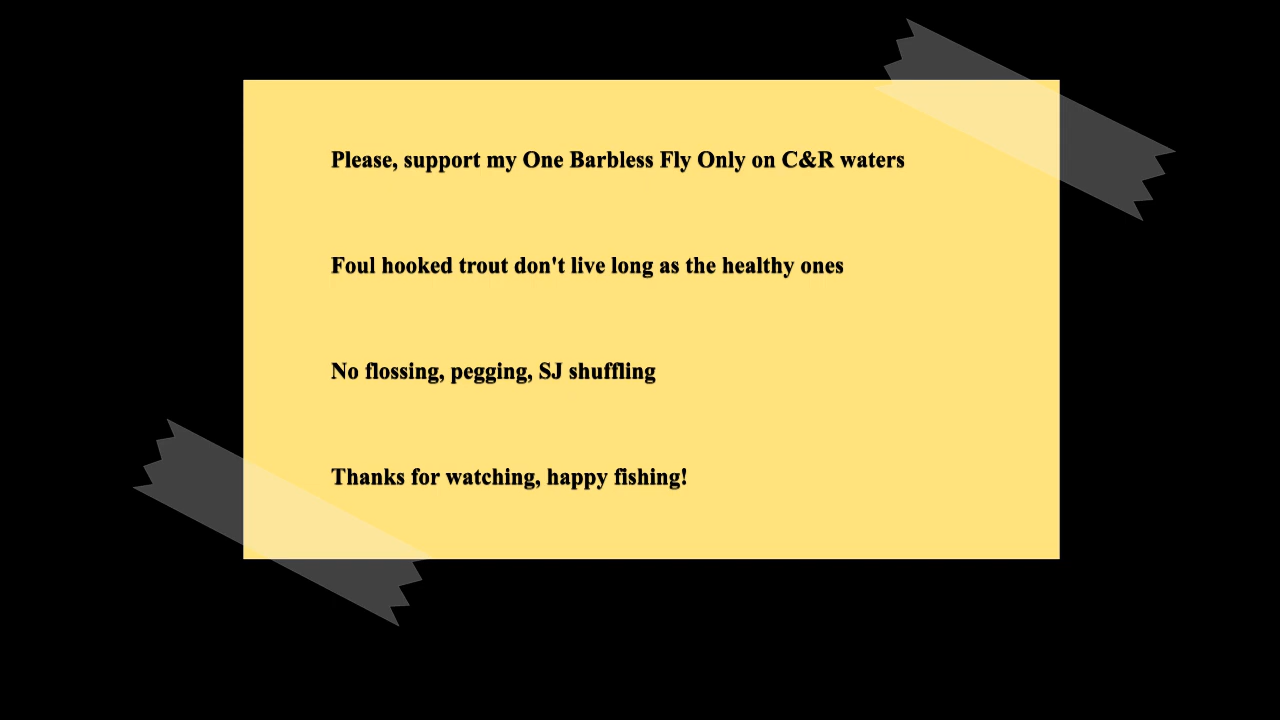 Please, support my One Barbless Fly Only on C&R waters
Foul hooked trout don't live long as the healthy ones
No flossing, pegging, SJ shuffling
Thanks for watching, happy fishing!